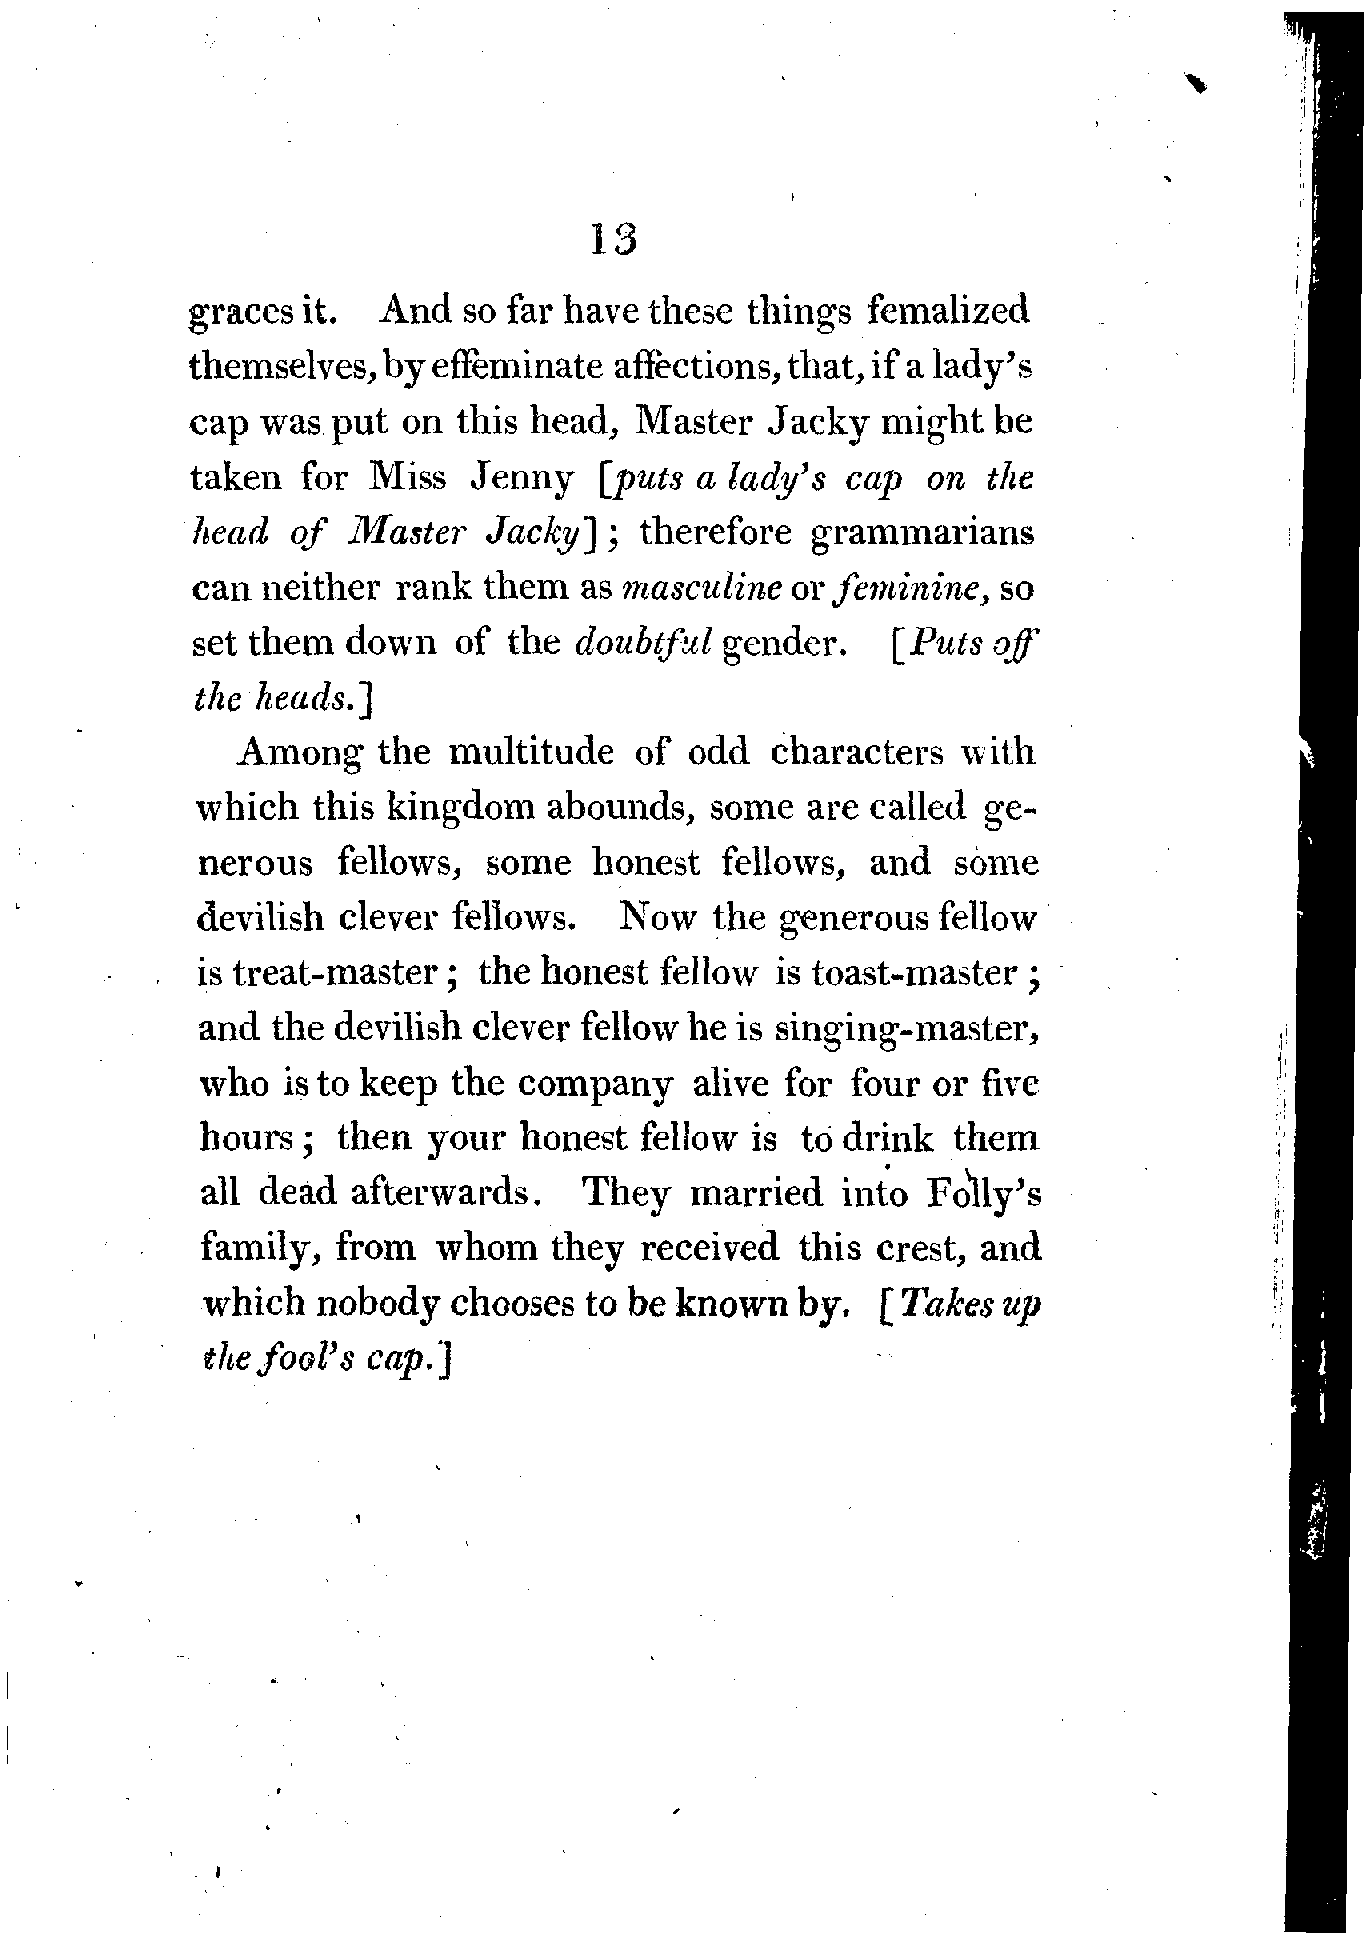 13
graces it. And so far have these things femalized
themselves, by effeminate affections, that, if a lady's
cap was put on this head, Master Jacky might be
taken for Miss Jenny [puts a lady's cap on the
head of Master Jacky]; therefore grammarians
can neither rank them as masculine or feminine, so
set them down of the doubtful gender. [Puts off
the heads.]
Among the multitude of odd characters with
which this kingdom abounds, some are called ge-
nerous fellows, some honest fellows, and some
devilish clever fellows. Now the generous fellow
is treat-master; the honest fellow is toast-master;
and the devilish clever fellow he is singing-master,
who is to keep the company alive for four or five
hours; then your honest fellow is to drink them
all dead afterwards. They married into Folly's
family, from whom they received this crest, and
which nobody chooses to be known by. [Takes up
the fool's cap.]